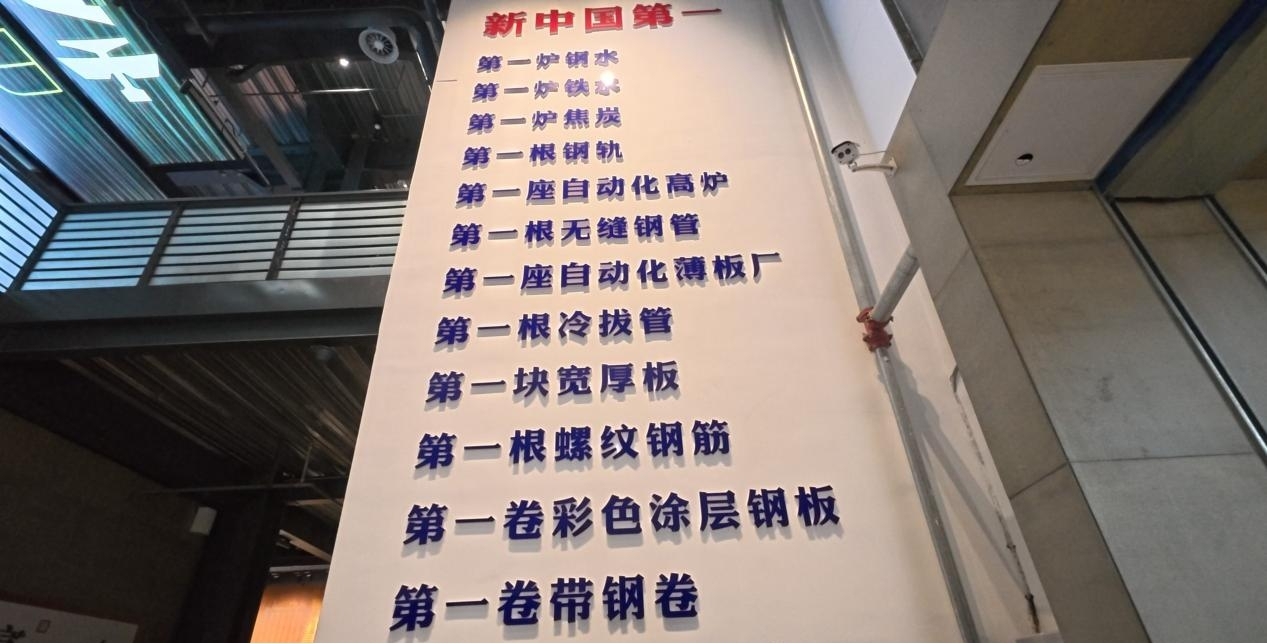 新中国第一
第一炉钢水
第一炉铁水
第一炉焦炭
第一根钢轨
第一座自动化高炉
第一根无缝钢管
第一座自动化薄板厂
第一根冷拔管
第一块宽厚板
第一根螺纹钢筋
第一卷彩色涂层钢板
第一卷带钢卷